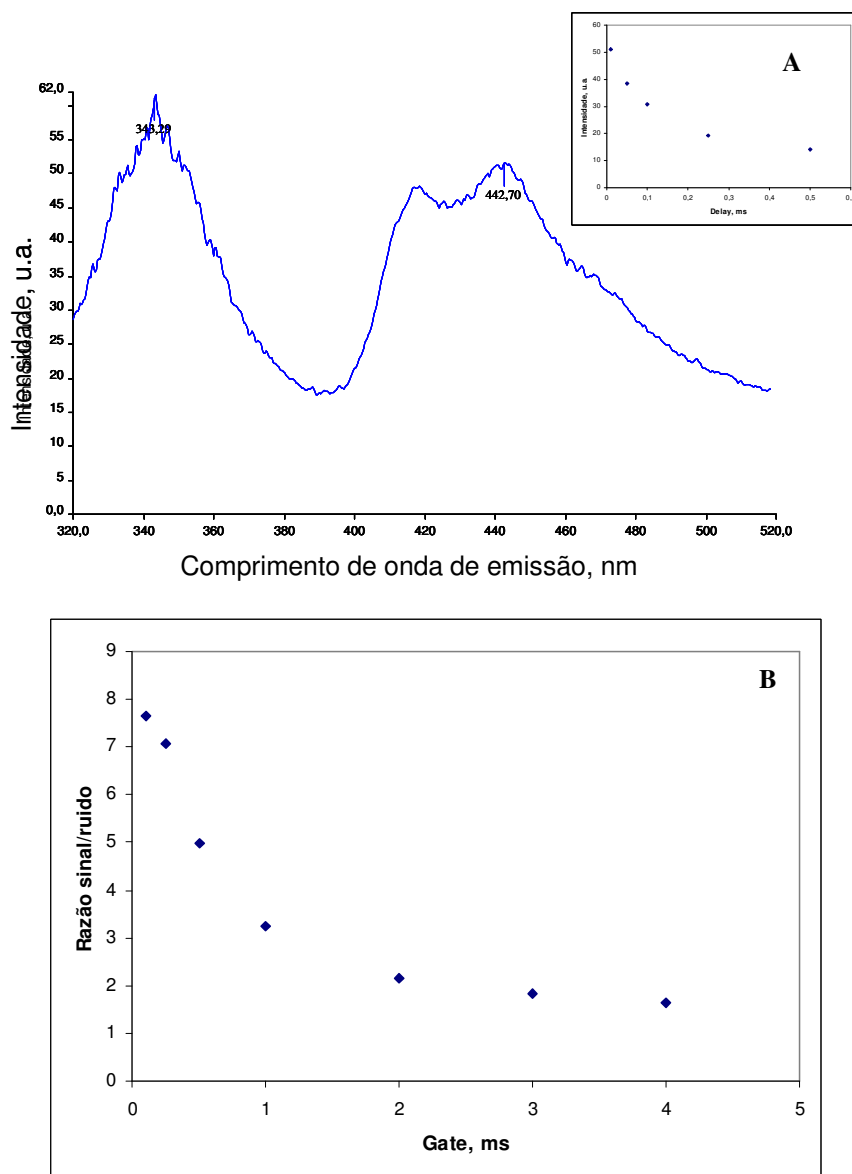 A
60
50
40
30
20
10
0
Intensidade, u.a.
0 0,1 0,2 0,3 0,4 0,5 0,
Delay, ms
62,0
55
50
45
40
35
30
25
20
15
10
5
0,0
Intensidade, u.a.
343,29
442,70
320,0 340 360 380 400 420 440 460 480 500 520,0
Comprimento de onda de emissão, nm
B
9
8
7
6
5
4
3
2
1
0
Razão sinal/ruido
0 1 2 3 4 5
Gate, ms